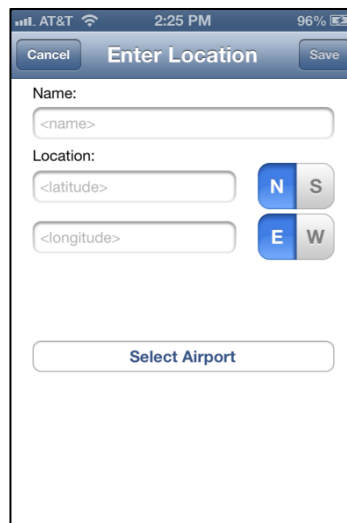 AT&T 2:25 PM 96%
Cancel Enter Location Save
Name:
<name>
Location:
<latitude> N S
<longitude> E W
Select Airport